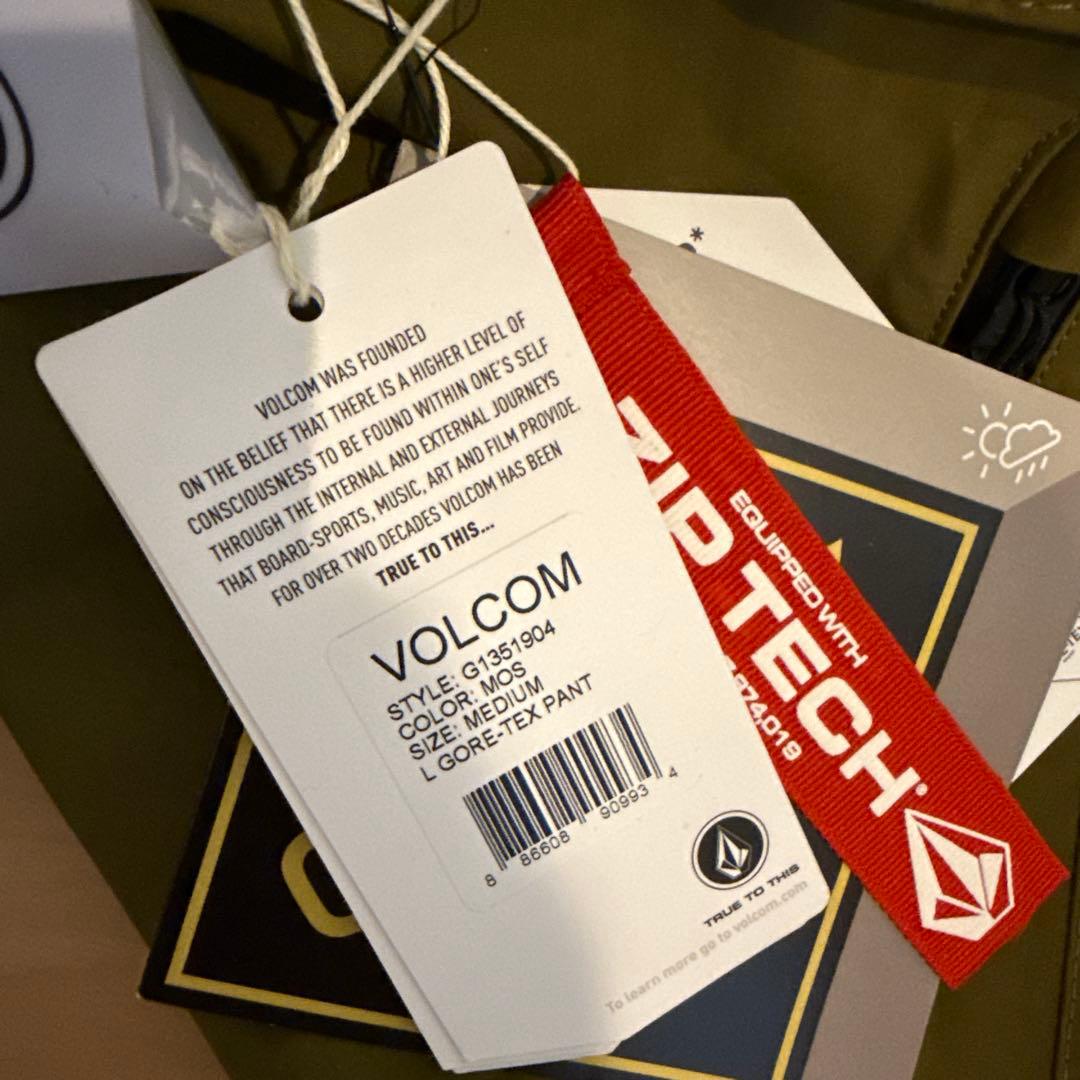 VOLCOM WAS FOUNDED
ON THE BELIEF THAT THERE IS A HIGHER LEVEL OF
CONSCIOUSNESS TO BE FOUND WITHIN ONE'S SELF
THROUGH THE INTERNAL AND EXTERNAL JOURNEYS
THAT BOARD-SPORTS, MUSIC, ART AND FILM PROVIDE.
FOR OVER TWO DECADES VOLCOM HAS BEEN
TRUE TO THIS...
VOLCOM
STYLE: G1351904
COLOR: MOS
SIZE: MEDIUM
L GORE-TEX PANT
8 86608 90993 4
TRUE TO THIS
To learn more go to volcom.com
EQUIPPED WITH
ZIP TECH®
874,019